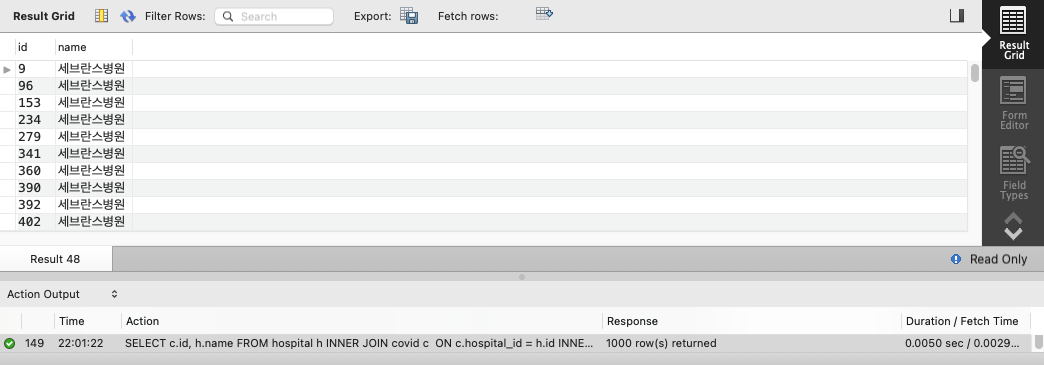 Result Grid Filter Rows: Search Export: Fetch rows:
id name
9 세브란스병원
96 세브란스병원
153 세브란스병원
234 세브란스병원
279 세브란스병원
341 세브란스병원
360 세브란스병원
390 세브란스병원
392 세브란스병원
402 세브란스병원
Result
Grid
Form
Editor
Field
Types
Result 48 Read Only
Action Output
Time Action Response Duration / Fetch Time
149 22:01:22 SELECT c.id, h.name FROM hospital h INNER JOIN covid c  ON c.hospital_id = h.id INNE... 1000 row(s) returned 0.0050 sec / 0.0029...